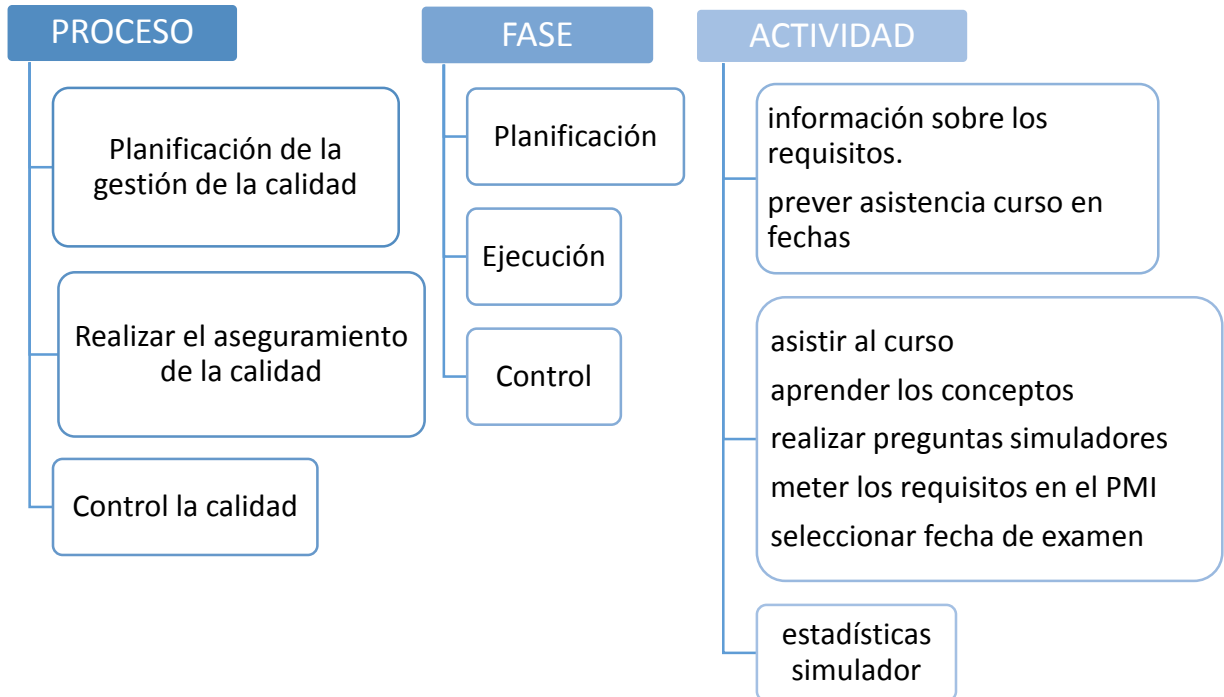 PROCESO
Planificación de la
gestión de la calidad
Realizar el aseguramiento
de la calidad
Control la calidad
FASE
Planificación
Ejecución
Control
ACTIVIDAD
información sobre los
requisitos.
prever asistencia curso en
fechas
asistir al curso
aprender los conceptos
realizar preguntas simuladores
meter los requisitos en el PMI
seleccionar fecha de examen
estadísticas
simulador